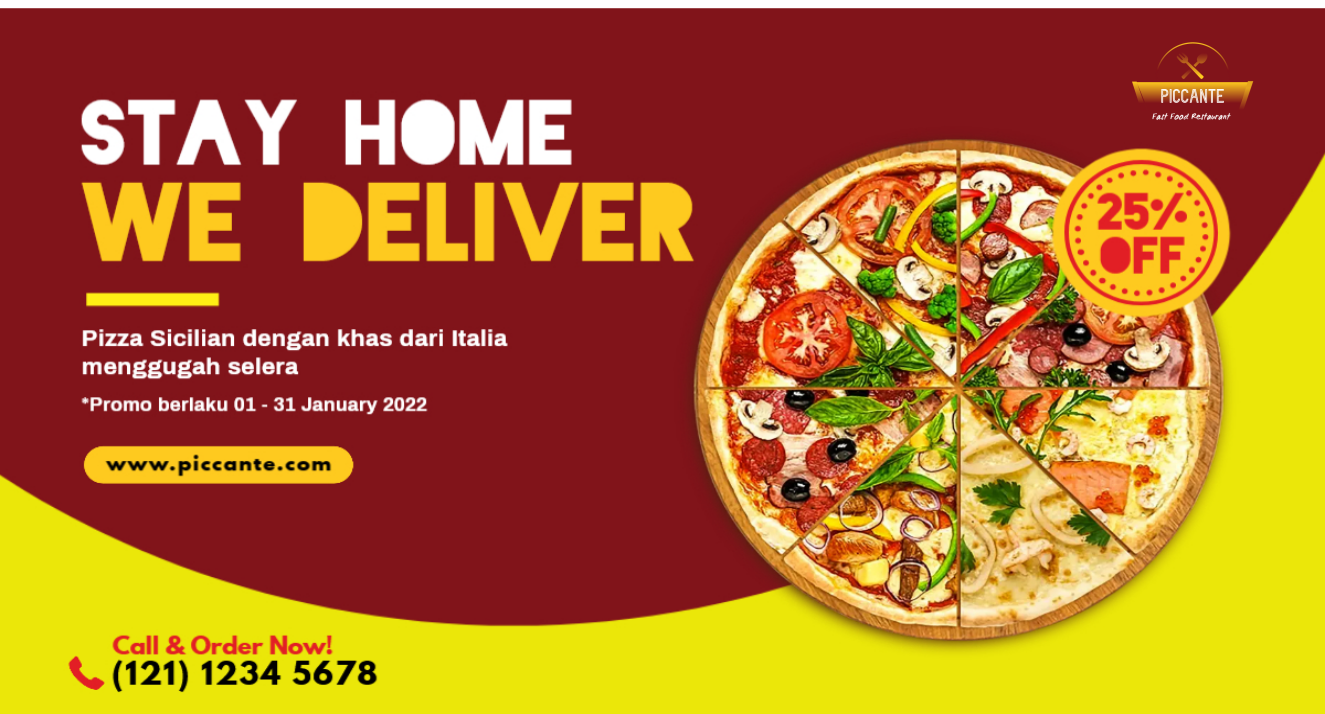 PICCANTE
Fast Food Restaurant
STAY HOME
WE DELIVER
25%
OFF
Pizza Sicilian dengan khas dari Italia
menggugah selera
*Promo berlaku 01 - 31 January 2022
www.piccante.com
Call & Order Now!
(121) 1234 5678